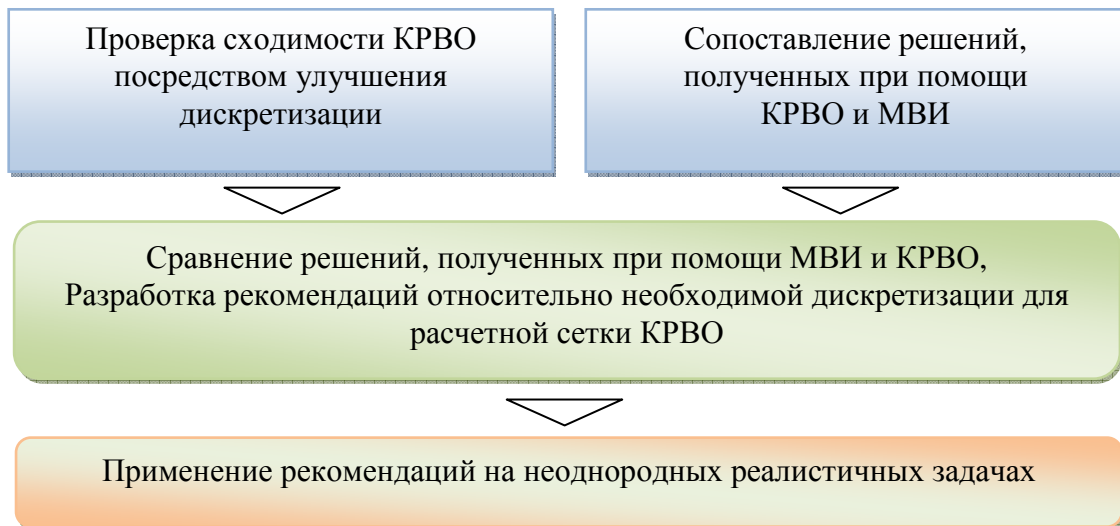 Проверка сходимости КРВО
посредством улучшения
дискретизации
Сопоставление решений,
полученных при помощи
КРВО и МВИ
Сравнение решений, полученных при помощи МВИ и КРВО,
Разработка рекомендаций относительно необходимой дискретизации для
расчетной сетки КРВО
Применение рекомендаций на неоднородных реалистичных задачах